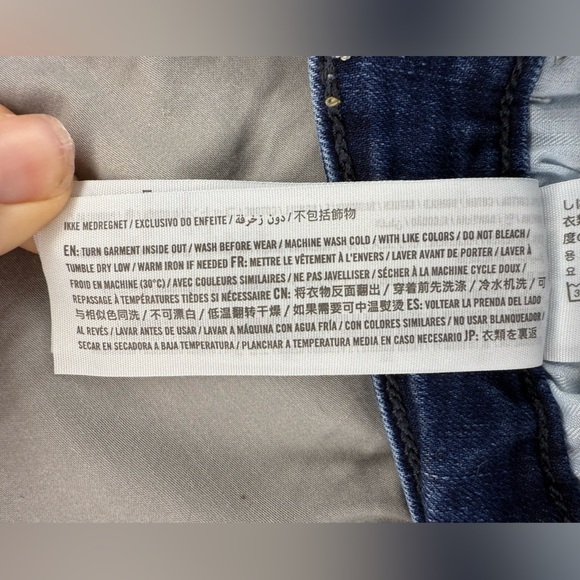 IKKE MEDREGNET / EXCLUSIVO DO ENFEITE / دون زخرفة / 不包括飾物
EN: TURN GARMENT INSIDE OUT / WASH BEFORE WEAR / MACHINE WASH COLD / WITH LIKE COLORS / DO NOT BLEACH /
TUMBLE DRY LOW / WARM IRON IF NEEDED FR: METTRE LE VÊTEMENT À L'ENVERS / LAVER AVANT DE PORTER / LAVER À
FROID EN MACHINE (30°C) / AVEC COULEURS SIMILAIRES / NE PAS JAVELLISER / SÉCHER À LA MACHINE CYCLE DOUX /
REPASSAGE À TEMPÉRATURES TIÈDES SI NÉCESSAIRE CN: 将衣物反面翻出 / 穿着前先洗涤 / 冷水机洗 / 可
与相似色同洗 / 不可漂白 / 低温翻转干燥 / 如果需要可中温熨烫 ES: VOLTEAR LA PRENDA DEL LADO
AL REVÉS / LAVAR ANTES DE USAR / LAVAR A MÁQUINA CON AGUA FRÍA / CON COLORES SIMILARES / NO USAR BLANQUEADOR /
SECAR EN SECADORA A BAJA TEMPERATURA / PLANCHAR A TEMPERATURA MEDIA EN CASO NECESARIO JP: 衣類を裏返
し
衣
度の
용
요